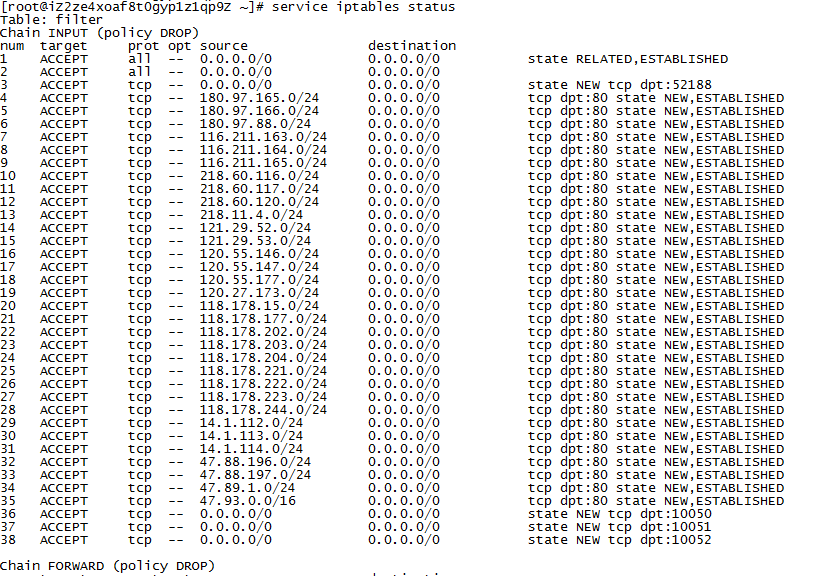 [root@iZ2ze4xoaf8t0gyp1z1qp9z ~]# service iptables status
Table: filter
Chain INPUT (policy DROP)
num target prot opt source destination
1 ACCEPT all -- 0.0.0.0/0 0.0.0.0/0 state RELATED,ESTABLISHED
2 ACCEPT all -- 0.0.0.0/0 0.0.0.0/0
3 ACCEPT tcp -- 0.0.0.0/0 0.0.0.0/0 state NEW tcp dpt:52188
4 ACCEPT tcp -- 180.97.165.0/24 0.0.0.0/0 tcp dpt:80 state NEW,ESTABLISHED
5 ACCEPT tcp -- 180.97.166.0/24 0.0.0.0/0 tcp dpt:80 state NEW,ESTABLISHED
6 ACCEPT tcp -- 180.97.88.0/24 0.0.0.0/0 tcp dpt:80 state NEW,ESTABLISHED
7 ACCEPT tcp -- 116.211.163.0/24 0.0.0.0/0 tcp dpt:80 state NEW,ESTABLISHED
8 ACCEPT tcp -- 116.211.164.0/24 0.0.0.0/0 tcp dpt:80 state NEW,ESTABLISHED
9 ACCEPT tcp -- 116.211.165.0/24 0.0.0.0/0 tcp dpt:80 state NEW,ESTABLISHED
10 ACCEPT tcp -- 218.60.116.0/24 0.0.0.0/0 tcp dpt:80 state NEW,ESTABLISHED
11 ACCEPT tcp -- 218.60.117.0/24 0.0.0.0/0 tcp dpt:80 state NEW,ESTABLISHED
12 ACCEPT tcp -- 218.60.120.0/24 0.0.0.0/0 tcp dpt:80 state NEW,ESTABLISHED
13 ACCEPT tcp -- 218.11.4.0/24 0.0.0.0/0 tcp dpt:80 state NEW,ESTABLISHED
14 ACCEPT tcp -- 121.29.52.0/24 0.0.0.0/0 tcp dpt:80 state NEW,ESTABLISHED
15 ACCEPT tcp -- 121.29.53.0/24 0.0.0.0/0 tcp dpt:80 state NEW,ESTABLISHED
16 ACCEPT tcp -- 120.55.146.0/24 0.0.0.0/0 tcp dpt:80 state NEW,ESTABLISHED
17 ACCEPT tcp -- 120.55.147.0/24 0.0.0.0/0 tcp dpt:80 state NEW,ESTABLISHED
18 ACCEPT tcp -- 120.55.177.0/24 0.0.0.0/0 tcp dpt:80 state NEW,ESTABLISHED
19 ACCEPT tcp -- 120.27.173.0/24 0.0.0.0/0 tcp dpt:80 state NEW,ESTABLISHED
20 ACCEPT tcp -- 118.178.15.0/24 0.0.0.0/0 tcp dpt:80 state NEW,ESTABLISHED
21 ACCEPT tcp -- 118.178.177.0/24 0.0.0.0/0 tcp dpt:80 state NEW,ESTABLISHED
22 ACCEPT tcp -- 118.178.202.0/24 0.0.0.0/0 tcp dpt:80 state NEW,ESTABLISHED
23 ACCEPT tcp -- 118.178.203.0/24 0.0.0.0/0 tcp dpt:80 state NEW,ESTABLISHED
24 ACCEPT tcp -- 118.178.204.0/24 0.0.0.0/0 tcp dpt:80 state NEW,ESTABLISHED
25 ACCEPT tcp -- 118.178.221.0/24 0.0.0.0/0 tcp dpt:80 state NEW,ESTABLISHED
26 ACCEPT tcp -- 118.178.222.0/24 0.0.0.0/0 tcp dpt:80 state NEW,ESTABLISHED
27 ACCEPT tcp -- 118.178.223.0/24 0.0.0.0/0 tcp dpt:80 state NEW,ESTABLISHED
28 ACCEPT tcp -- 118.178.244.0/24 0.0.0.0/0 tcp dpt:80 state NEW,ESTABLISHED
29 ACCEPT tcp -- 14.1.112.0/24 0.0.0.0/0 tcp dpt:80 state NEW,ESTABLISHED
30 ACCEPT tcp -- 14.1.113.0/24 0.0.0.0/0 tcp dpt:80 state NEW,ESTABLISHED
31 ACCEPT tcp -- 14.1.114.0/24 0.0.0.0/0 tcp dpt:80 state NEW,ESTABLISHED
32 ACCEPT tcp -- 47.88.196.0/24 0.0.0.0/0 tcp dpt:80 state NEW,ESTABLISHED
33 ACCEPT tcp -- 47.88.197.0/24 0.0.0.0/0 tcp dpt:80 state NEW,ESTABLISHED
34 ACCEPT tcp -- 47.89.1.0/24 0.0.0.0/0 tcp dpt:80 state NEW,ESTABLISHED
35 ACCEPT tcp -- 47.93.0.0/16 0.0.0.0/0 tcp dpt:80 state NEW,ESTABLISHED
36 ACCEPT tcp -- 0.0.0.0/0 0.0.0.0/0 state NEW tcp dpt:10050
37 ACCEPT tcp -- 0.0.0.0/0 0.0.0.0/0 state NEW tcp dpt:10051
38 ACCEPT tcp -- 0.0.0.0/0 0.0.0.0/0 state NEW tcp dpt:10052
Chain FORWARD (policy DROP)